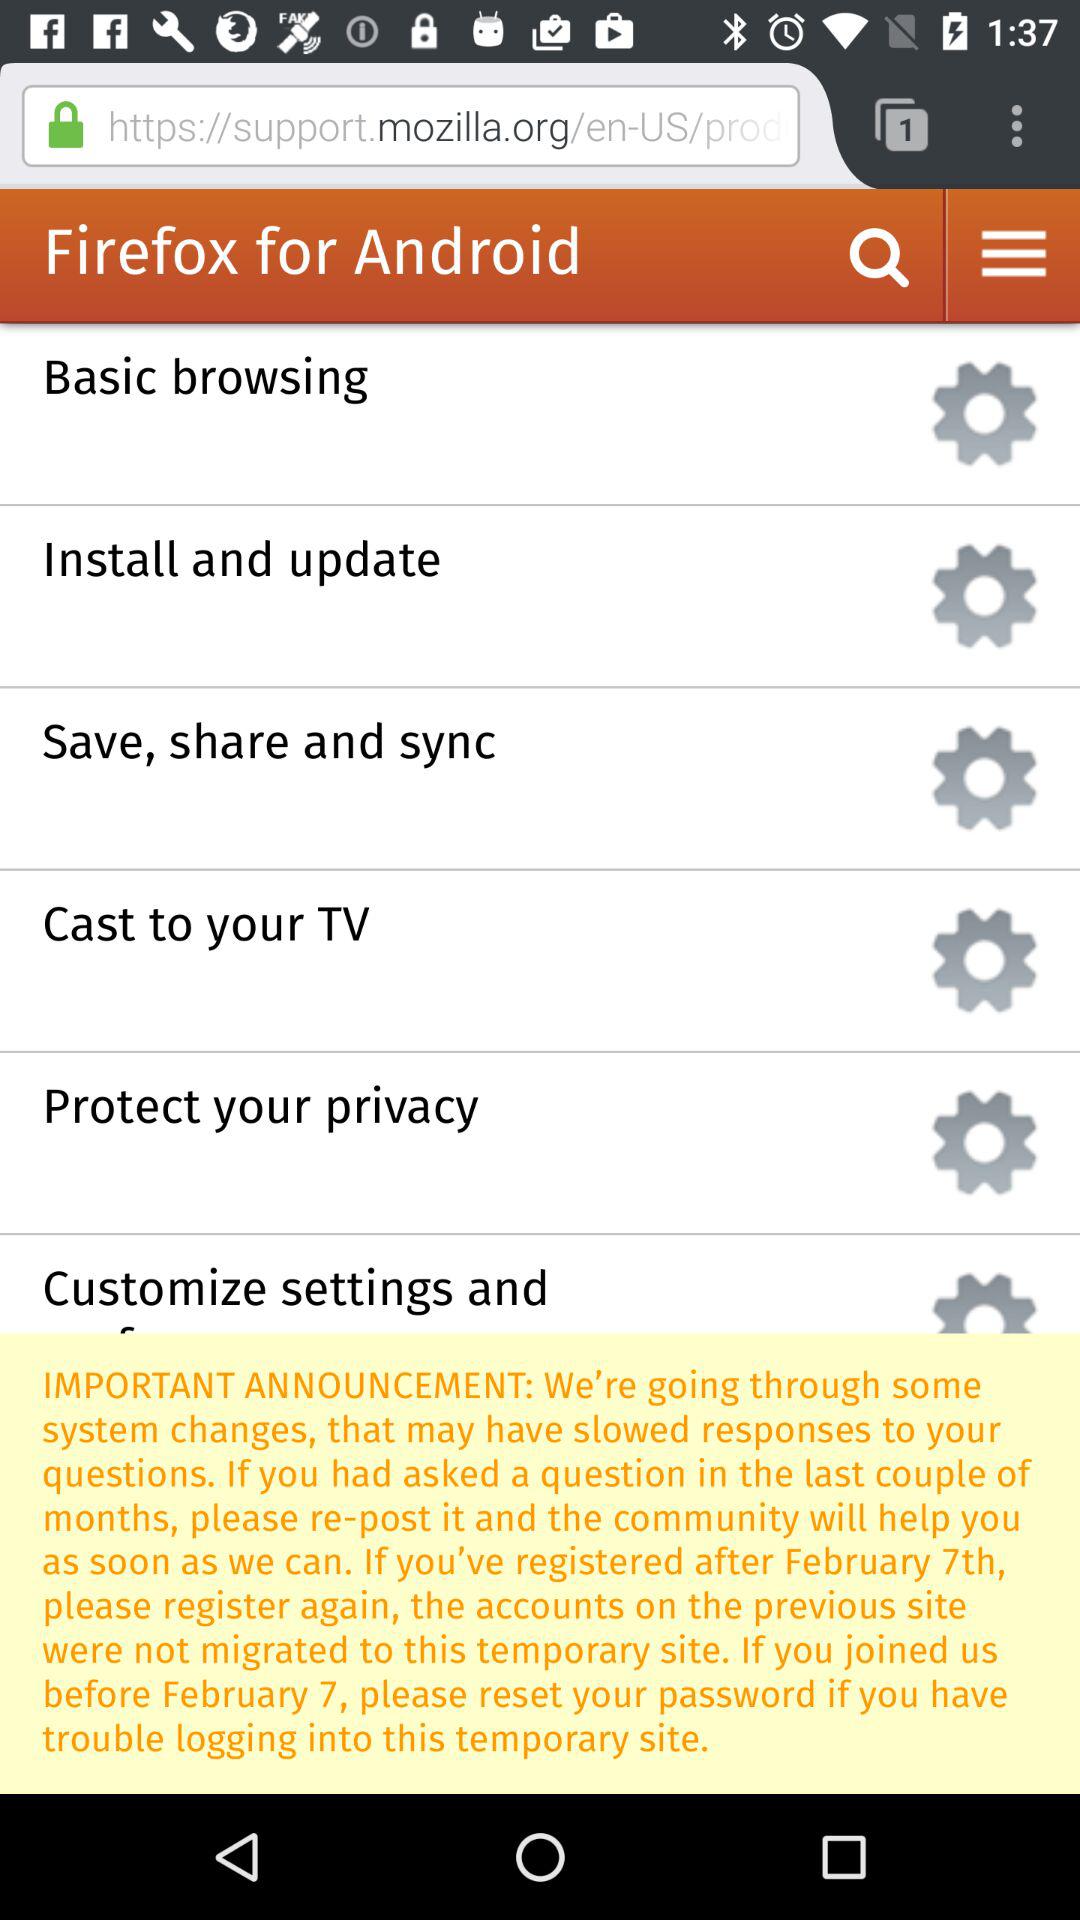 FAKE
1:37
https://support.mozilla.org/en-US/prod
1
Firefox for Android
Basic browsing
Install and update
Save, share and sync
Cast to your TV
Protect your privacy
Customize settings and
IMPORTANT ANNOUNCEMENT: We’re going through some
system changes, that may have slowed responses to your
questions. If you had asked a question in the last couple of
months, please re-post it and the community will help you
as soon as we can. If you’ve registered after February 7th,
please register again, the accounts on the previous site
were not migrated to this temporary site. If you joined us
before February 7, please reset your password if you have
trouble logging into this temporary site.